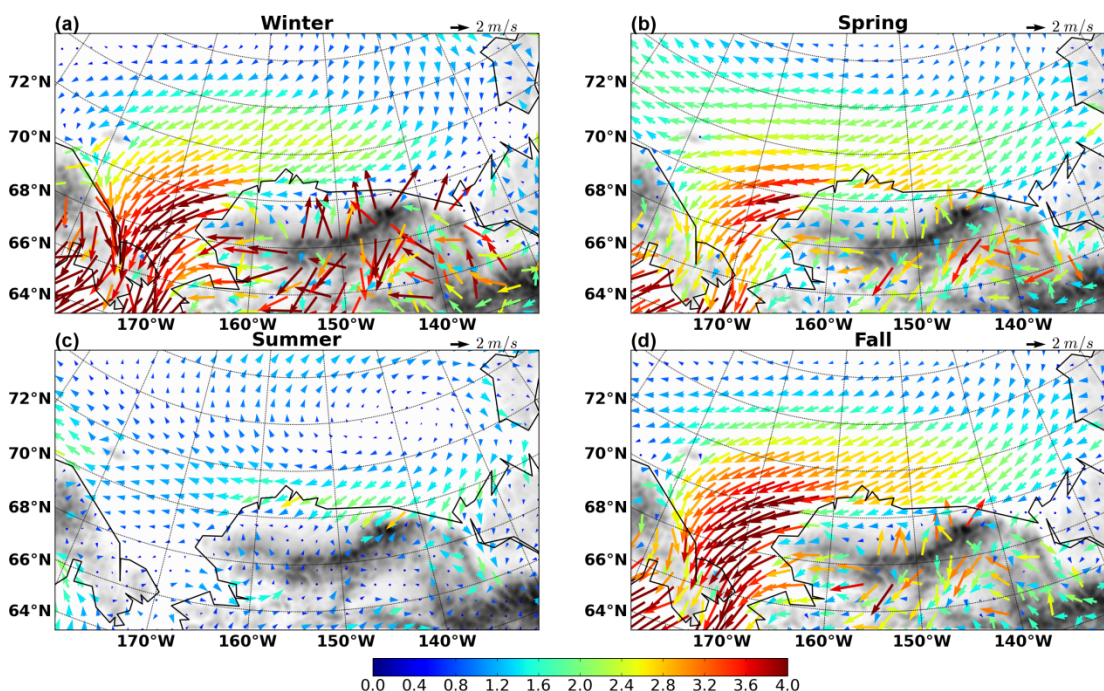 (a) Winter 2 m/s
(b) Spring 2 m/s
72°N
70°N
68°N
66°N
64°N
170°W 160°W 150°W 140°W
72°N
70°N
68°N
66°N
64°N
170°W 160°W 150°W 140°W
(c) Summer 2 m/s
(d) Fall 2 m/s
72°N
70°N
68°N
66°N
64°N
170°W 160°W 150°W 140°W
72°N
70°N
68°N
66°N
64°N
170°W 160°W 150°W 140°W
0.0 0.4 0.8 1.2 1.6 2.0 2.4 2.8 3.2 3.6 4.0